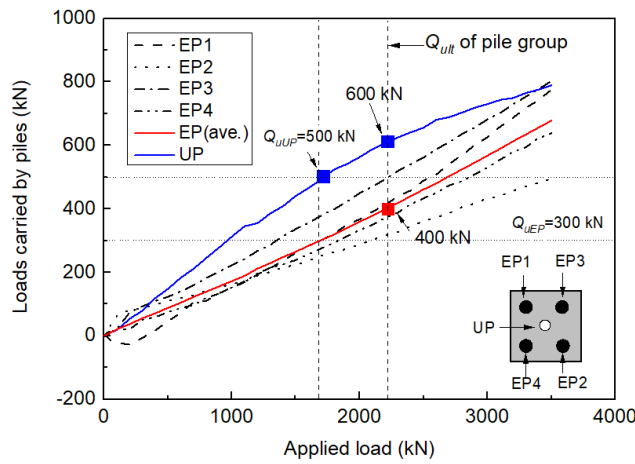 Q_ult of pile group
EP1
EP2
EP3
EP4
EP(ave.)
UP
600 kN
Q_uUP=500 kN
Q_uEP=300 kN
400 kN
EP1 EP3
UP
EP4 EP2
1000
800
600
400
200
0
-200
0 1000 2000 3000 4000
Loads carried by piles (kN)
Applied load (kN)